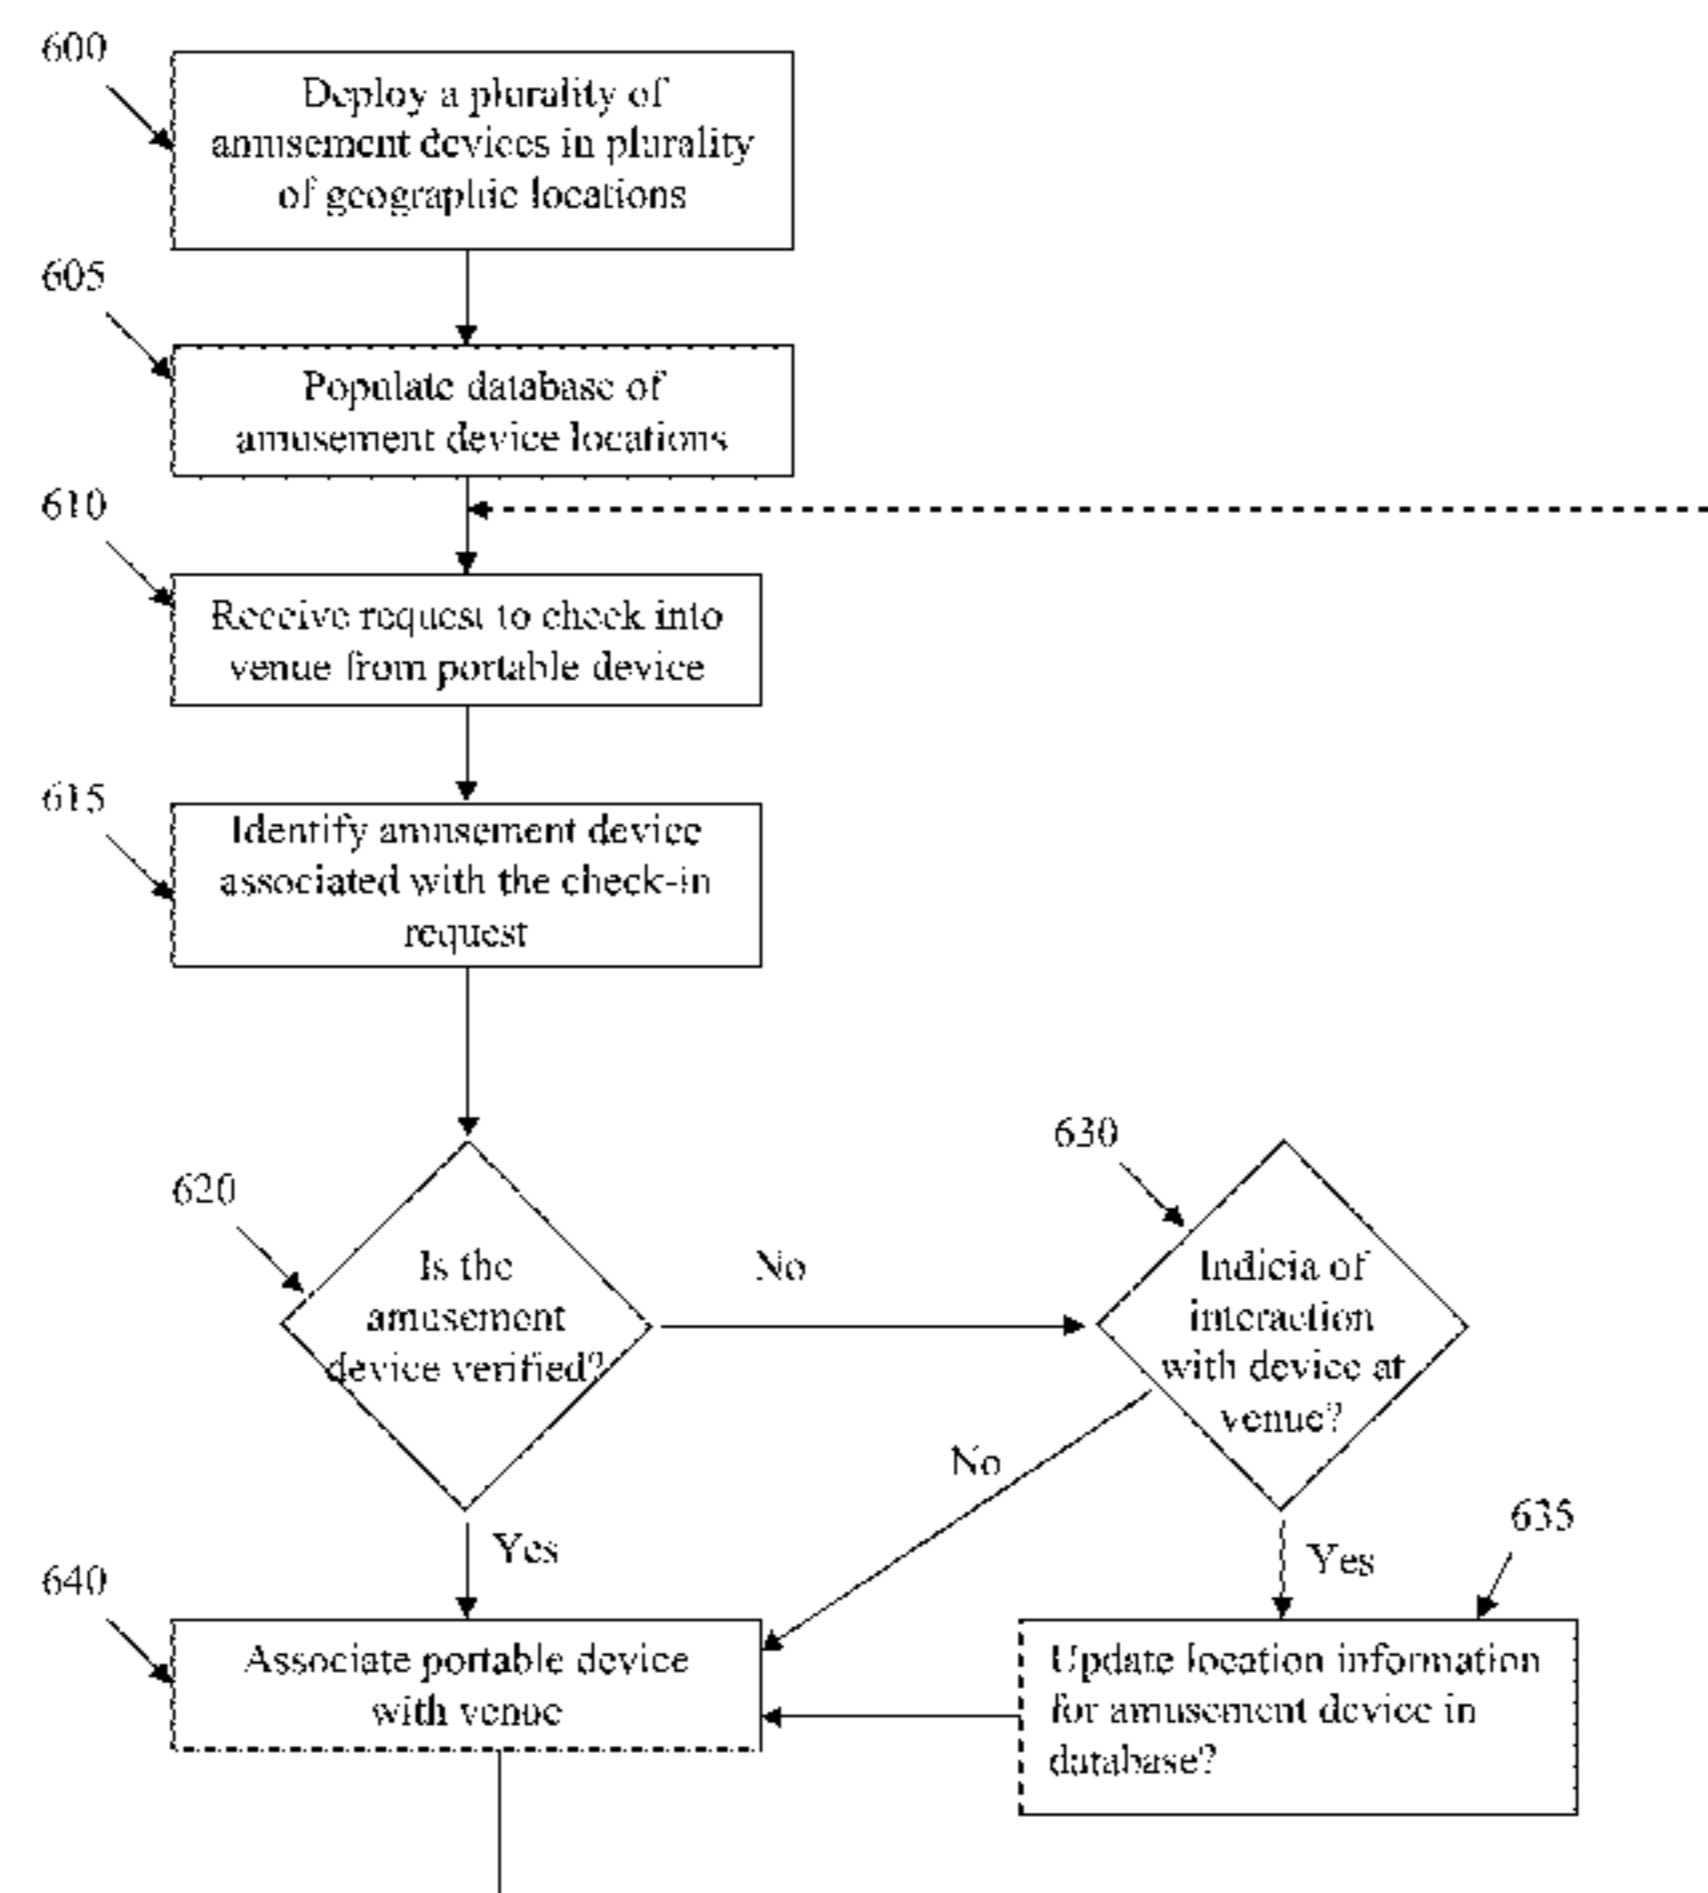 600
Deploy a plurality of
amusement devices in plurality
of geographic locations
605
Populate database of
amusement device locations
610
Receive request to check into
venue from portable device
615
Identify amusement device
associated with the check-in
request
620
Is the
amusement
device verified?
No
630
Indicia of
interaction
with device at
venue?
No
Yes
Yes
635
640
Associate portable device
with venue
Update location information
for amusement device in
database?